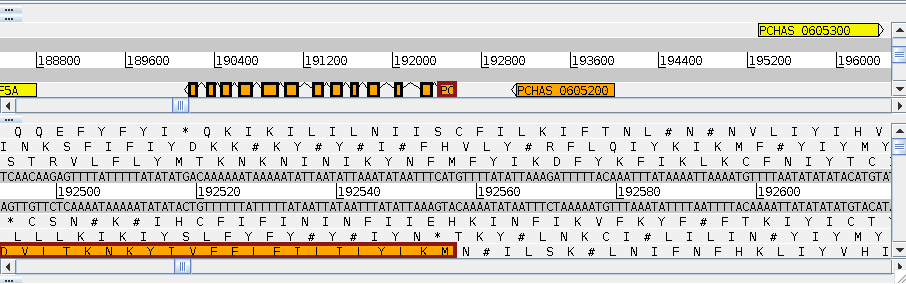 PCHAS_0605300
188800 189600 190400 191200 192000 192800 193600 194400 195200 196000
F5A PC PCHAS_0605200
Q Q E F Y F Y I * Q K I K I L I L N I I S C F I L K I F T N L # N # N V L I Y I H V
I N K S F I F I Y D K K # K Y # Y # I # F H V L Y # R F L Q I Y K I K M F # Y I Y M Y
S T R V L F L Y M T K N K N I N I K Y N F M F Y I K D F Y K F I K I K L C F N I Y T C
192500 192520 192540 192560 192580 192600
* C S N # K # I H C F I F I N I N F I I E H K I N F I K V F K Y F # F T K I Y I C T Y
L L L K I K I Y S L F Y F Y # Y # I Y N * T K Y # L N K C I # L I L I N # Y I Y M Y
D V I T K N K Y I V F F I F I T I Y I K M N # I L S K # L N I F N F H K L I Y V H I